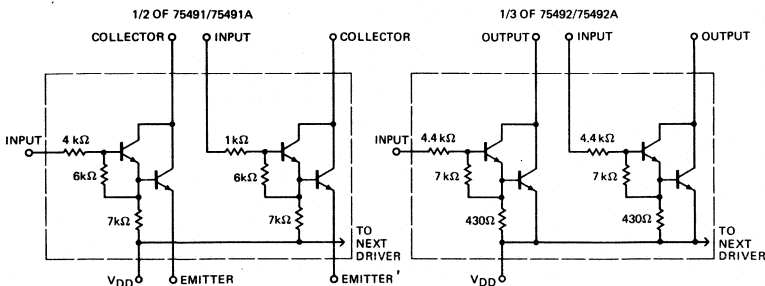 1/2 OF 75491/75491A
1/3 OF 75492/75492A
COLLECTOR INPUT COLLECTOR OUTPUT INPUT OUTPUT
INPUT 4 kΩ 1kΩ INPUT 4.4 kΩ 4.4 kΩ
6kΩ 6kΩ 7 kΩ 7 kΩ
7kΩ 7kΩ 430Ω 430Ω
TO
NEXT
DRIVER
TO
NEXT
DRIVER
VDD EMITTER EMITTER VDD